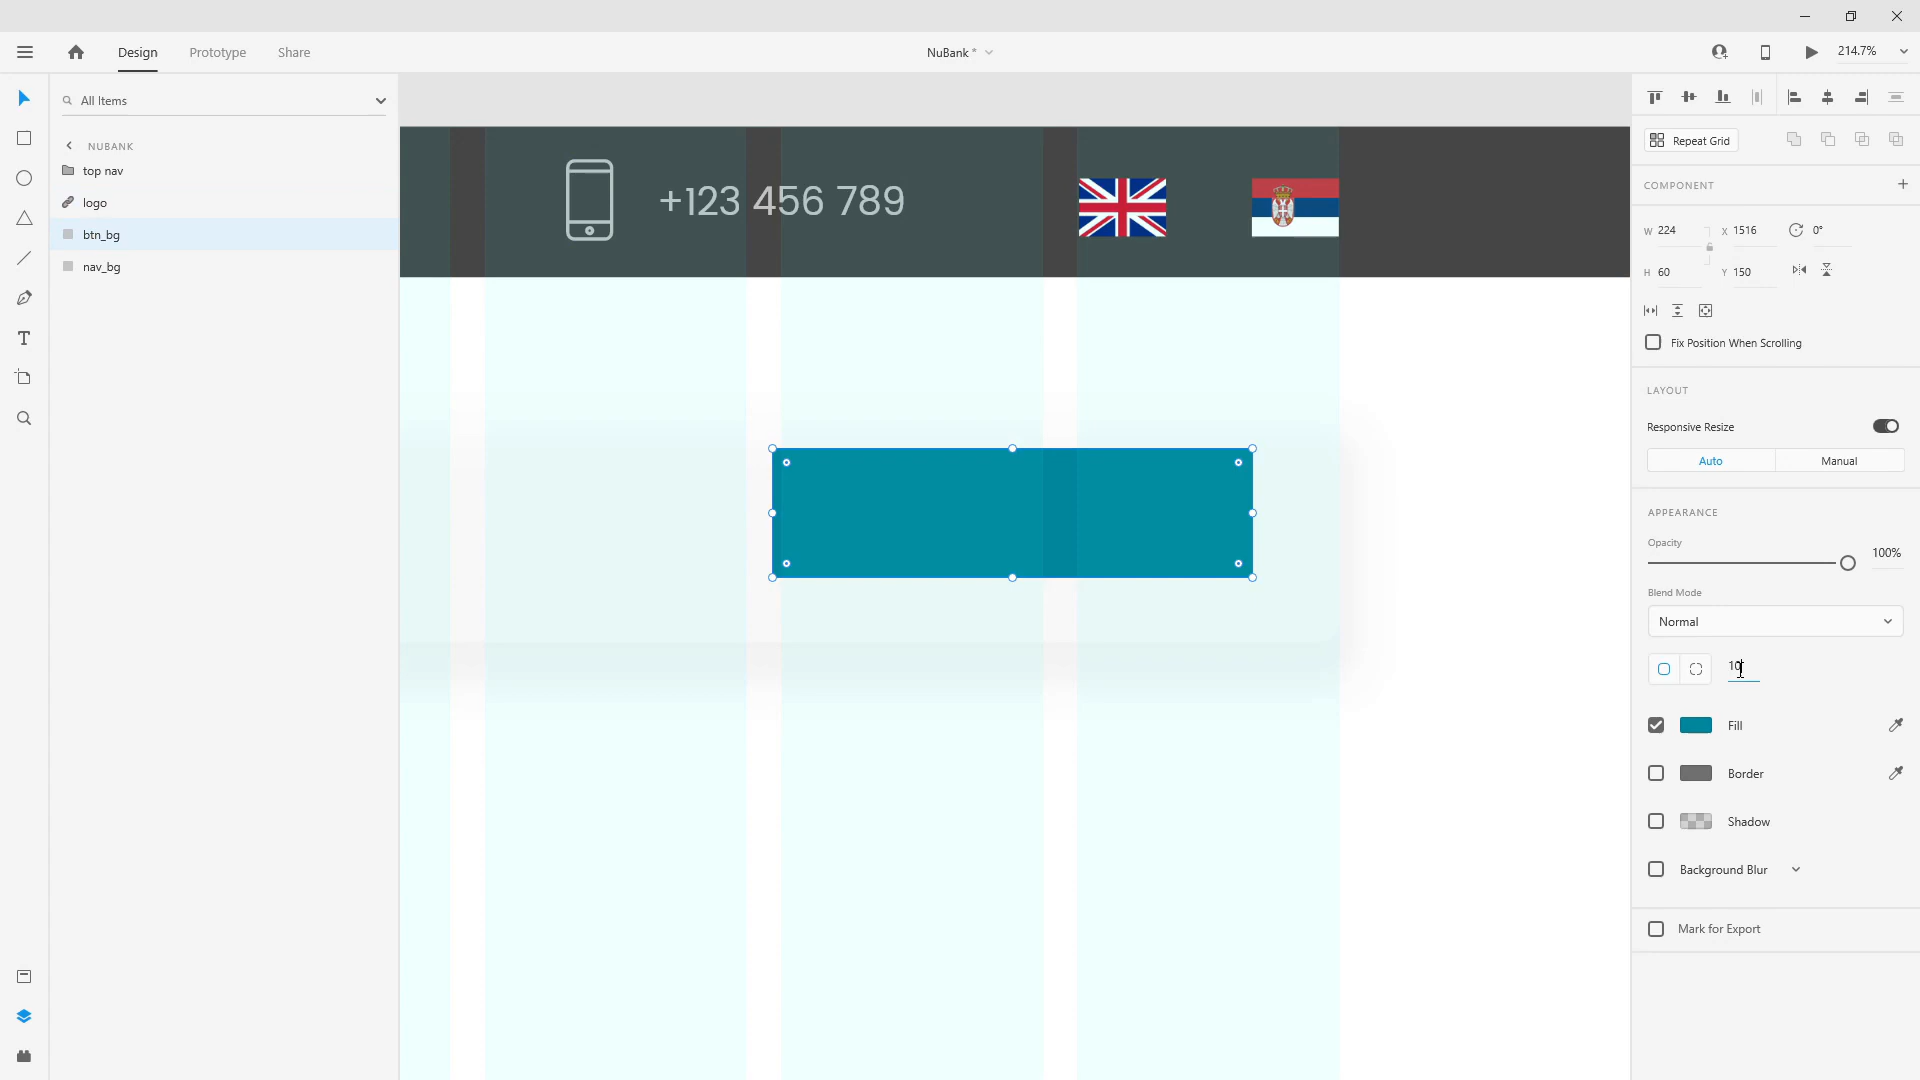 Design Prototype Share
NuBank *
214.7%
All Items
Repeat Grid
NUBANK
top nav
logo
btn_bg
nav_bg
+123 456 789
COMPONENT
W 224 X 1516 0°
H 60 Y 150
Fix Position When Scrolling
LAYOUT
Responsive Resize
Auto Manual
APPEARANCE
Opacity
100%
Blend Mode
Normal
10
Fill
Border
Shadow
Background Blur
Mark for Export